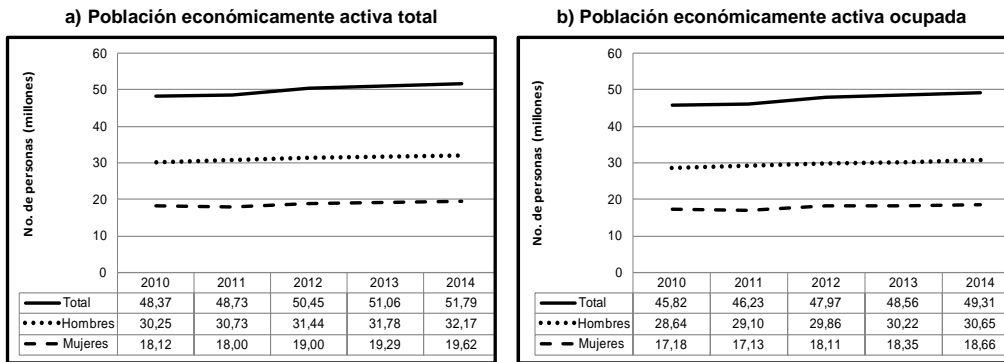 a) Población económicamente activa total
No. de personas (millones)
60
50
40
30
20
10
0
2010 2011 2012 2013 2014
Total 48,37 48,73 50,45 51,06 51,79
Hombres 30,25 30,73 31,44 31,78 32,17
Mujeres 18,12 18,00 19,00 19,29 19,62
b) Población económicamente activa ocupada
No. de personas (millones)
60
50
40
30
20
10
0
2010 2011 2012 2013 2014
Total 45,82 46,23 47,97 48,56 49,31
Hombres 28,64 29,10 29,86 30,22 30,65
Mujeres 17,18 17,13 18,11 18,35 18,66